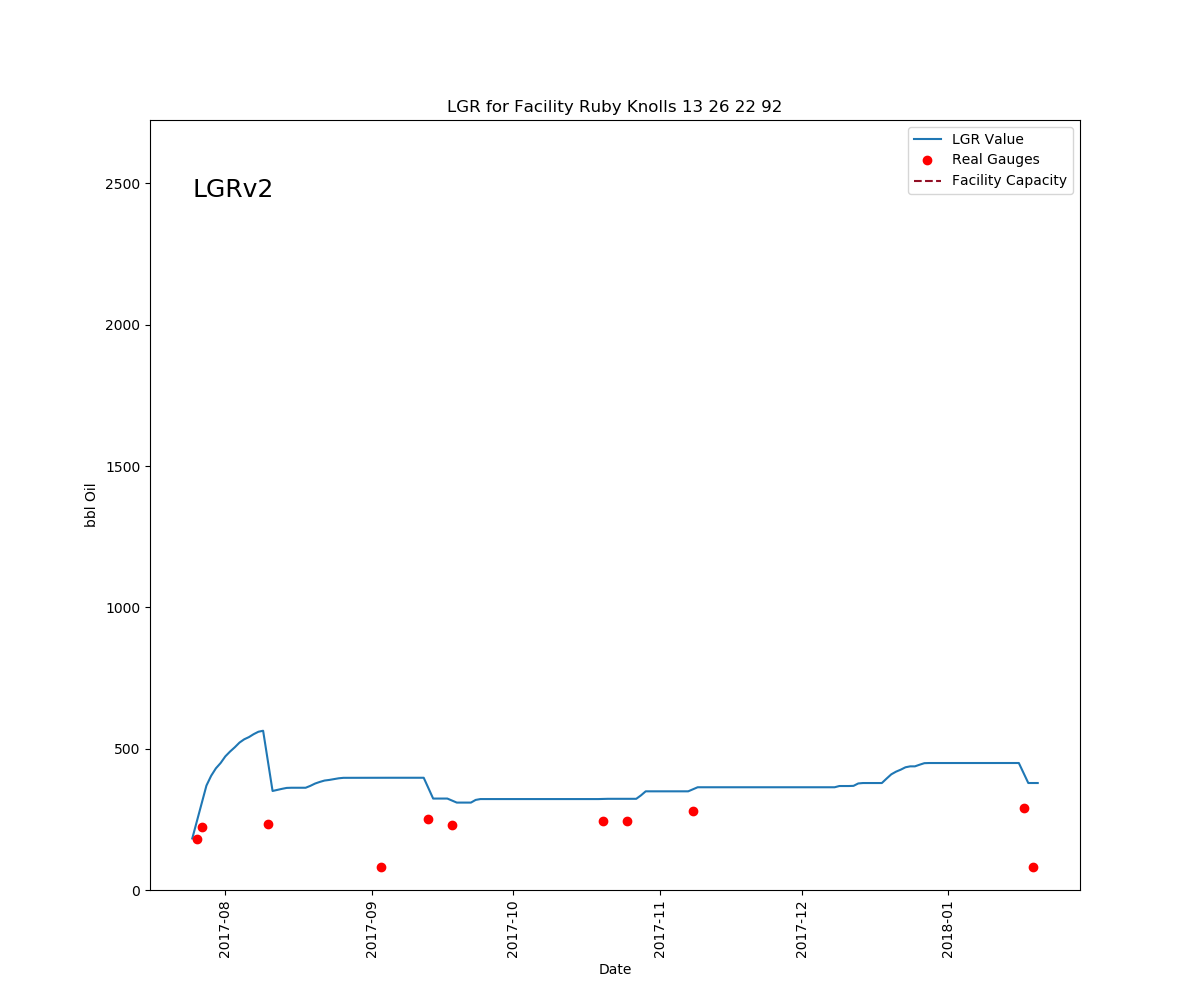 LGR for Facility Ruby Knolls 13 26 22 92
LGR Value
Real Gauges
Facility Capacity
LGRv2
bbl Oil
2500
2000
1500
1000
500
0
2017-08
2017-09
2017-10
2017-11
2017-12
2018-01
Date